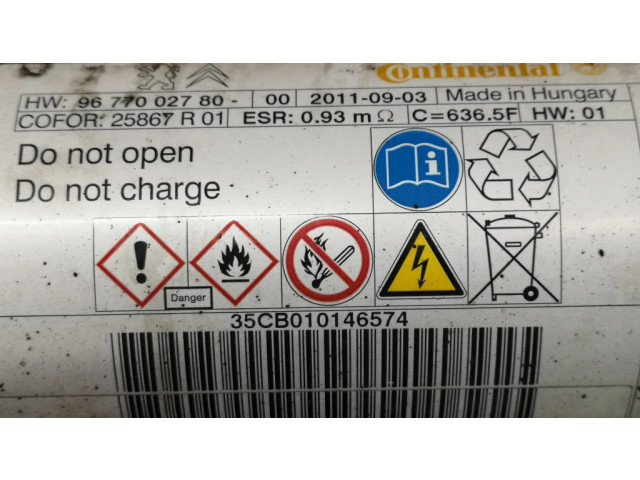 Continental
HW: 96 770 027 80 - 00 2011-09-03 Made in Hungary
COFOR: 25867 R 01 ESR: 0.93 m Ω C=636.5F HW: 01
Do not open
Do not charge
Danger
35CB010146574